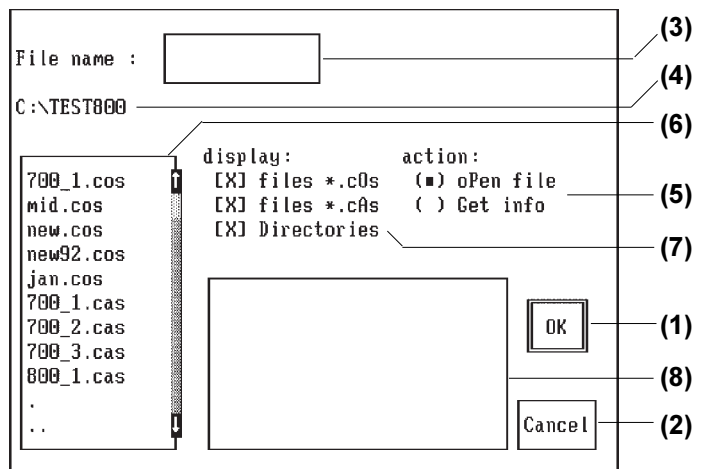 (3)
File name :
(4)
C:\TEST800
(6)
display: action:
700_1.cos [X] files *.cOs (■) oPen file
(5)
mid.cos [X] files *.cAs ( ) Get info
new.cos [X] Directories
(7)
new92.cos
jan.cos
700_1.cas
700_2.cas OK (1)
700_3.cas
800_1.cas (8)
.
.. Cancel (2)